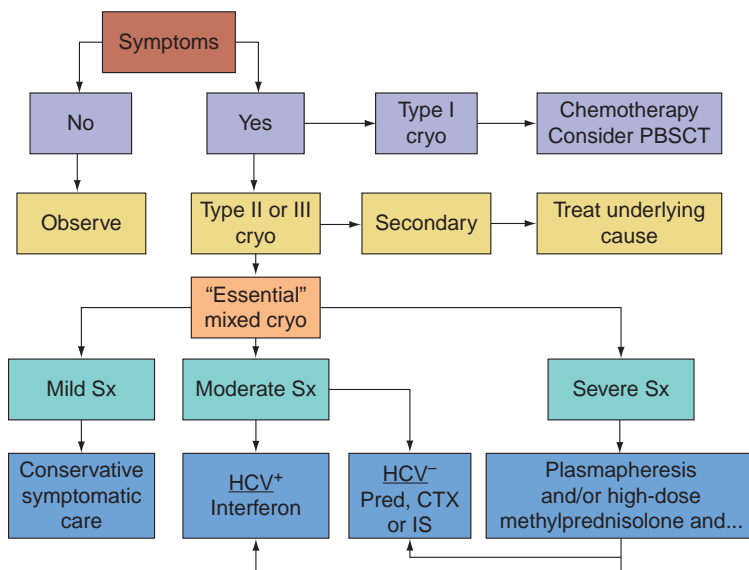 Symptoms
No
Yes
Type I
cryo
Chemotherapy
Consider PBSCT
Observe
Type II or III
cryo
Secondary
Treat underlying
cause
“Essential”
mixed cryo
Mild Sx
Moderate Sx
Severe Sx
Conservative
symptomatic
care
HCV⁺
Interferon
HCV⁻
Pred, CTX
or IS
Plasmapheresis
and/or high-dose
methylprednisolone and...